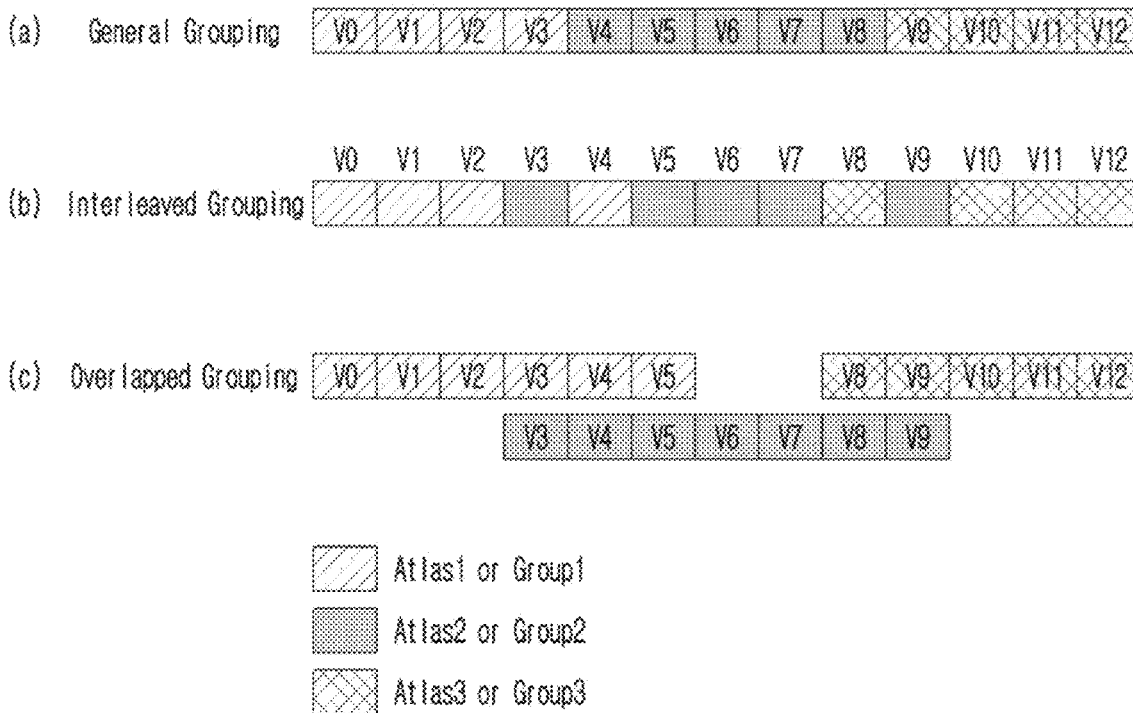 (a) General Grouping V0 V1 V2 V3 V4 V5 V6 V7 V8 V9 V10 V11 V12
V0 V1 V2 V3 V4 V5 V6 V7 V8 V9 V10 V11 V12
(b) Interleaved Grouping
(c) Overlapped Grouping V0 V1 V2 V3 V4 V5 V8 V9 V10 V11 V12
V3 V4 V5 V6 V7 V8 V9
Atlas1 or Group1
Atlas2 or Group2
Atlas3 or Group3